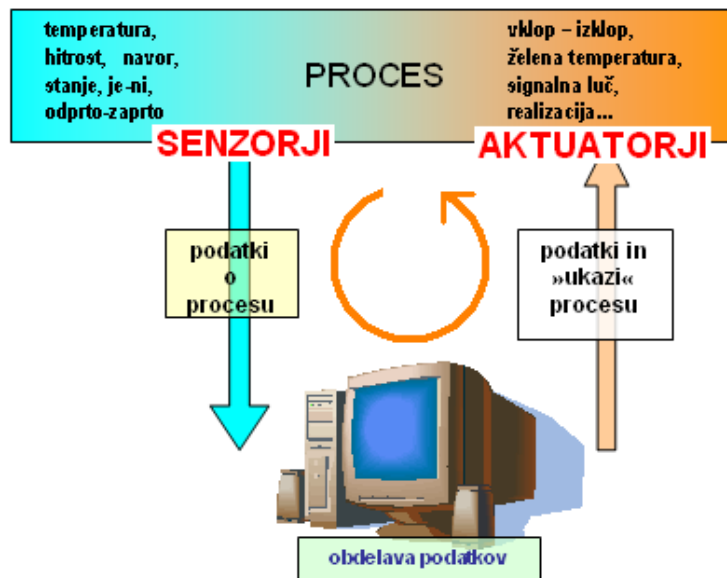 temperatura,
hitrost, navor,
stanje, je-ni,
odprto-zaprto
PROCES
vklop – izklop,
želena temperatura,
signalna luč,
realizacija...
SENZORJI
AKTUATORJI
podatki
o
procesu
podatki in
»ukazi«
procesu
obdelava podatkov